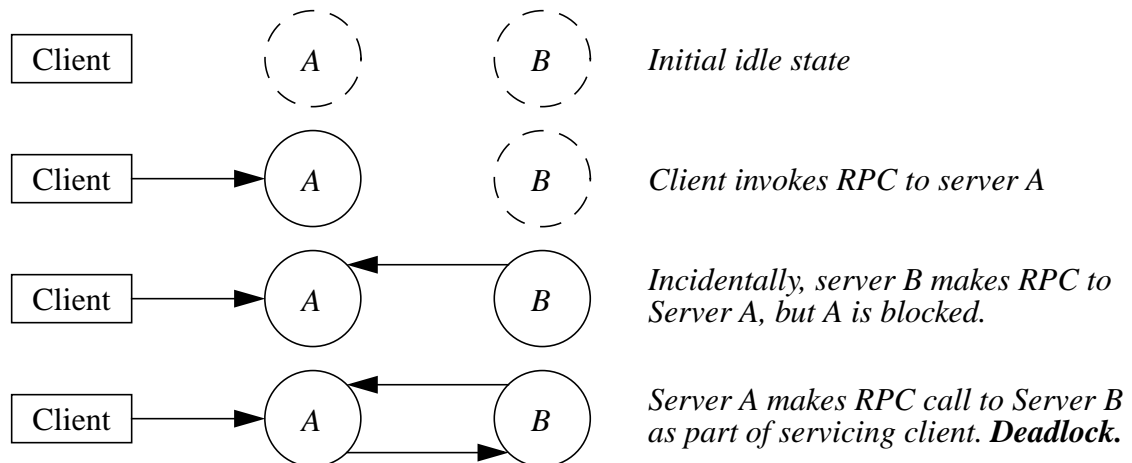 Client A B Initial idle state
Client A B Client invokes RPC to server A
Client A B Incidentally, server B makes RPC to
Server A, but A is blocked.
Client A B Server A makes RPC call to Server B
as part of servicing client. Deadlock.